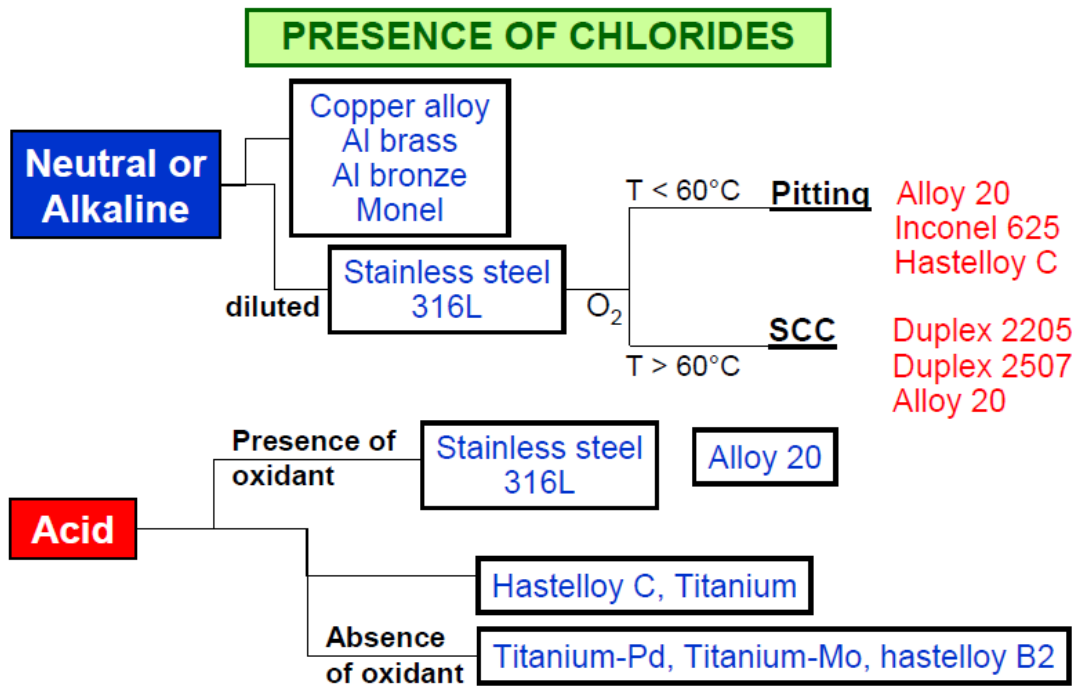 PRESENCE OF CHLORIDES
Neutral or
Alkaline
Copper alloy
Al brass
Al bronze
Monel
diluted
Stainless steel
316L
O2
T < 60°C
Pitting
Alloy 20
Inconel 625
Hastelloy C
T > 60°C
SCC
Duplex 2205
Duplex 2507
Alloy 20
Acid
Presence of
oxidant
Stainless steel
316L
Alloy 20
Hastelloy C, Titanium
Absence
of oxidant
Titanium-Pd, Titanium-Mo, hastelloy B2